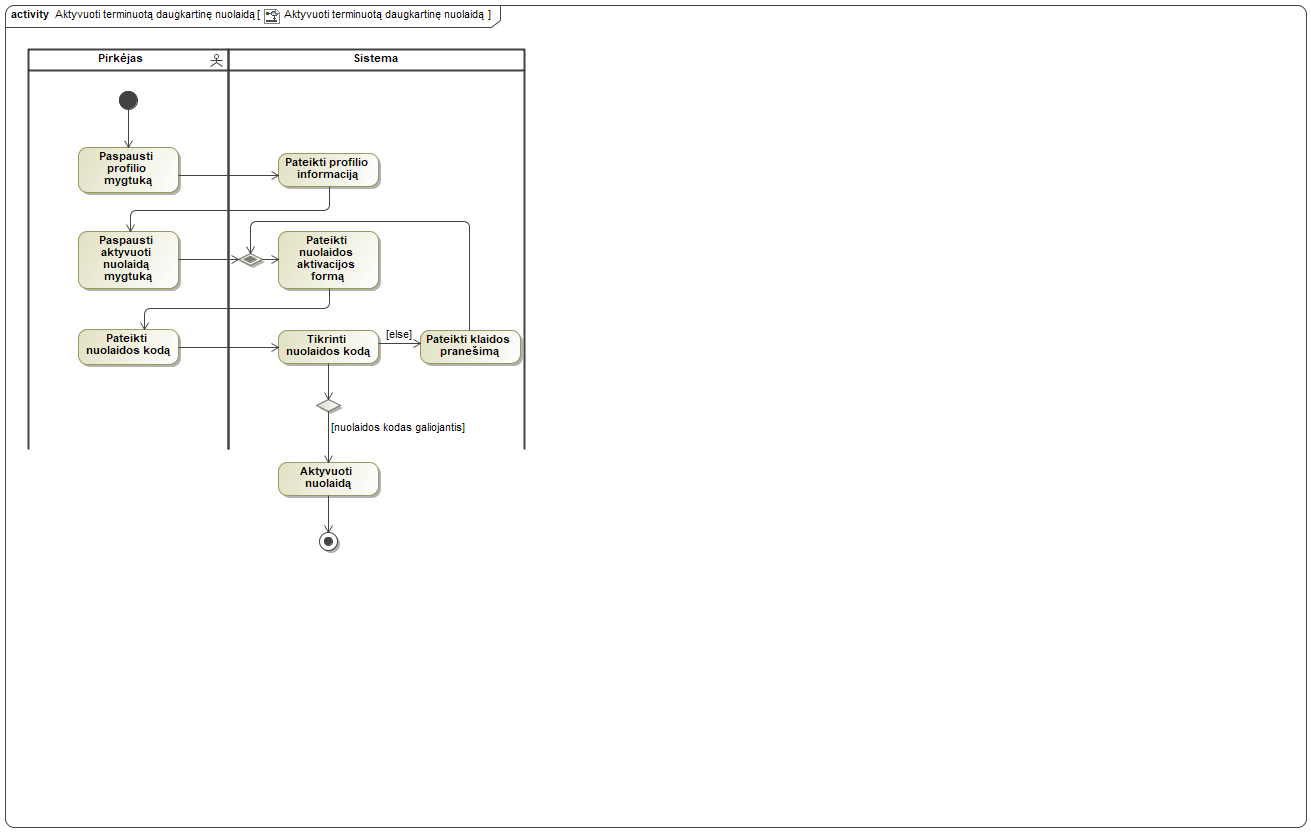 activity Aktyvuoti terminuotą daugkartinę nuolaidą [ Aktyvuoti terminuotą daugkartinę nuolaidą ]
Pirkėjas
Sistema
Paspausti
profilio
mygtuką
Pateikti profilio
informaciją
Paspausti
aktyvuoti
nuolaidą
mygtuką
Pateikti
nuolaidos
aktivacijos
formą
Pateikti
nuolaidos kodą
Tikrinti
nuolaidos kodą
[else]
Pateikti klaidos
pranešimą
[nuolaidos kodas galiojantis]
Aktyvuoti
nuolaidą